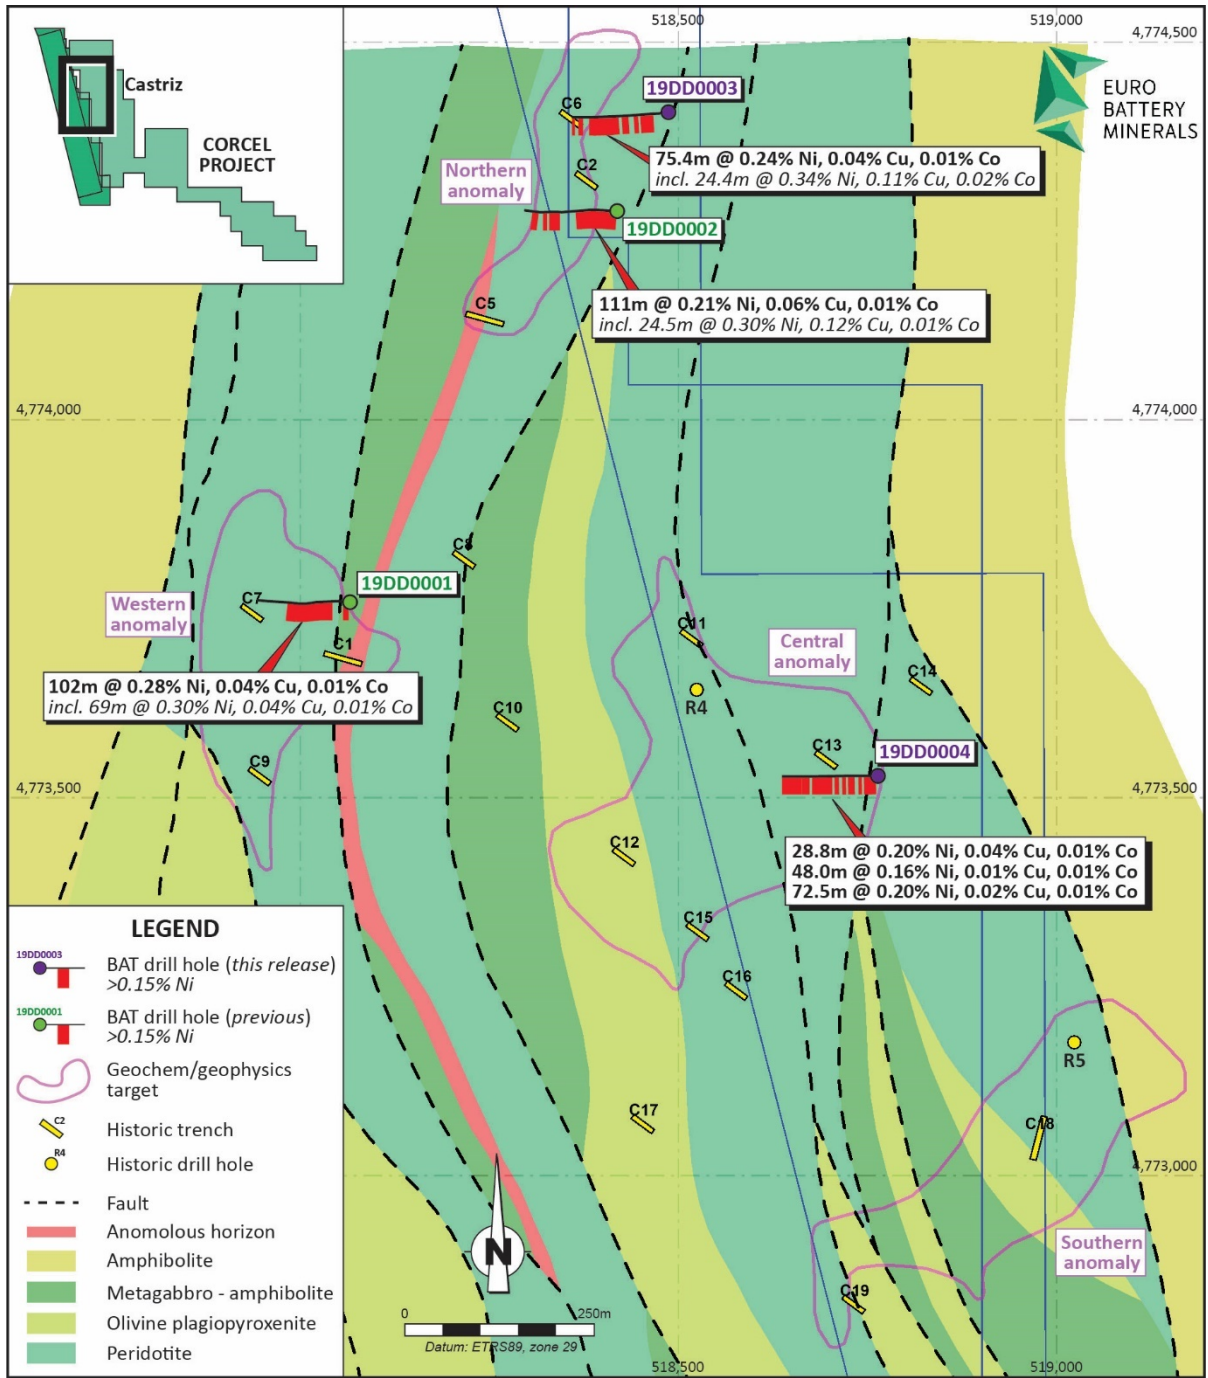 518,500
519,000
4,774,500
4,774,500
Castriz
CORCEL
PROJECT
EURO
BATTERY
MINERALS
19DD0003
C6
75.4m @ 0.24% Ni, 0.04% Cu, 0.01% Co
incl. 24.4m @ 0.34% Ni, 0.11% Cu, 0.02% Co
Northern
anomaly
C2
19DD0002
111m @ 0.21% Ni, 0.06% Cu, 0.01% Co
incl. 24.5m @ 0.30% Ni, 0.12% Cu, 0.01% Co
C5
4,774,000
4,774,000
C8
19DD0001
C7
Western
anomaly
C1
102m @ 0.28% Ni, 0.04% Cu, 0.01% Co
incl. 69m @ 0.30% Ni, 0.04% Cu, 0.01% Co
C11
Central
anomaly
C14
R4
C10
C13
19DD0004
C9
4,773,500
4,773,500
C12
28.8m @ 0.20% Ni, 0.04% Cu, 0.01% Co
48.0m @ 0.16% Ni, 0.01% Cu, 0.01% Co
72.5m @ 0.20% Ni, 0.02% Cu, 0.01% Co
C15
C16
R5
C17
C18
4,773,000
Southern
anomaly
C19
LEGEND
19DD0003
BAT drill hole (this release)
>0.15% Ni
19DD0001
BAT drill hole (previous)
>0.15% Ni
Geochem/geophysics
target
C2
Historic trench
R4
Historic drill hole
Fault
Anomolous horizon
Amphibolite
Metagabbro - amphibolite
Olivine plagiopyroxenite
Peridotite
N
0
250m
Datum: ETRS89, zone 29
518,500
519,000